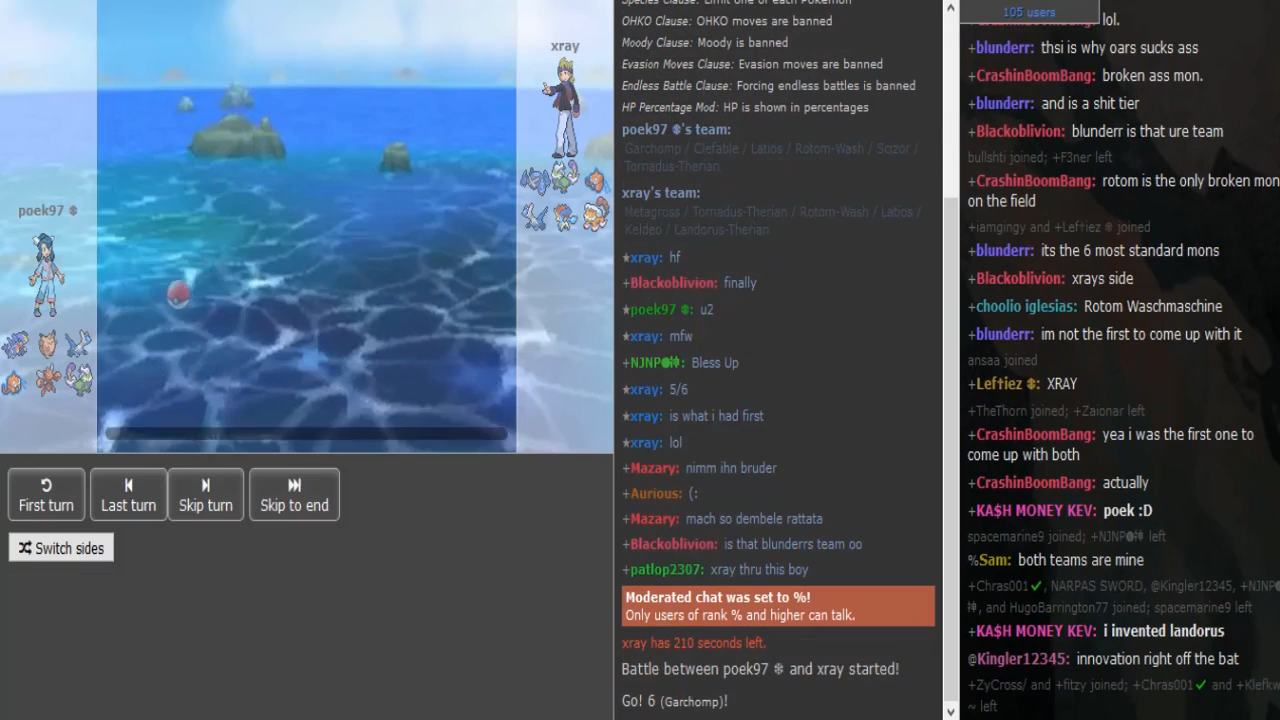 xray
poek97 ❄
First turn
Last turn
Skip turn
Skip to end
Switch sides
Species Clause: Limit one of each Pokémon
OHKO Clause: OHKO moves are banned
Moody Clause: Moody is banned
Evasion Moves Clause: Evasion moves are banned
Endless Battle Clause: Forcing endless battles is banned
HP Percentage Mod: HP is shown in percentages
poek97 ❄'s team:
Garchomp / Clefable / Latios / Rotom-Wash / Scizor /
Tornadus-Therian
xray's team:
Metagross / Tornadus-Therian / Rotom-Wash / Latios /
Keldeo / Landorus-Therian
★xray: hf
+Blackoblivion: finally
★poek97 ❄: u2
★xray: mfw
+NJNP●神: Bless Up
★xray: 5/6
★xray: is what i had first
★xray: lol
+Mazary: nimm ihn bruder
+Aurious: (:
+Mazary: mach so dembele rattata
+Blackoblivion: is that blunderrs team oo
+patlop2307: xray thru this boy
Moderated chat was set to %!
Only users of rank % and higher can talk.
xray has 210 seconds left.
Battle between poek97 ❄ and xray started!
Go! 6 (Garchomp)!
105 users
+CrashinBoomBang: lol.
+blunderr: thsi is why oars sucks ass
+CrashinBoomBang: broken ass mon.
+blunderr: and is a shit tier
+Blackoblivion: blunderr is that ure team
bullshti joined; +F3ner left
+CrashinBoomBang: rotom is the only broken mon
on the field
+iamgingy and +Leftiez ❄ joined
+blunderr: its the 6 most standard mons
+Blackoblivion: xrays side
+choolio iglesias: Rotom Waschmaschine
+blunderr: im not the first to come up with it
ansaa joined
+Leftiez ❄: XRAY
+TheThorn joined; +Zaionar left
+CrashinBoomBang: yea i was the first one to
come up with both
+CrashinBoomBang: actually
+KA$H MONEY KEV: poek :D
spacemarine9 joined; +NJNP●神 left
%Sam: both teams are mine
+Chras001✓, NARPAS SWORD, @Kingler12345, +NJNP●
神, and HugoBarrington77 joined; spacemarine9 left
+KA$H MONEY KEV: i invented landorus
@Kingler12345: innovation right off the bat
+ZyCross/ and +fitzy joined; +Chras001✓ and +Klefkw
~ left